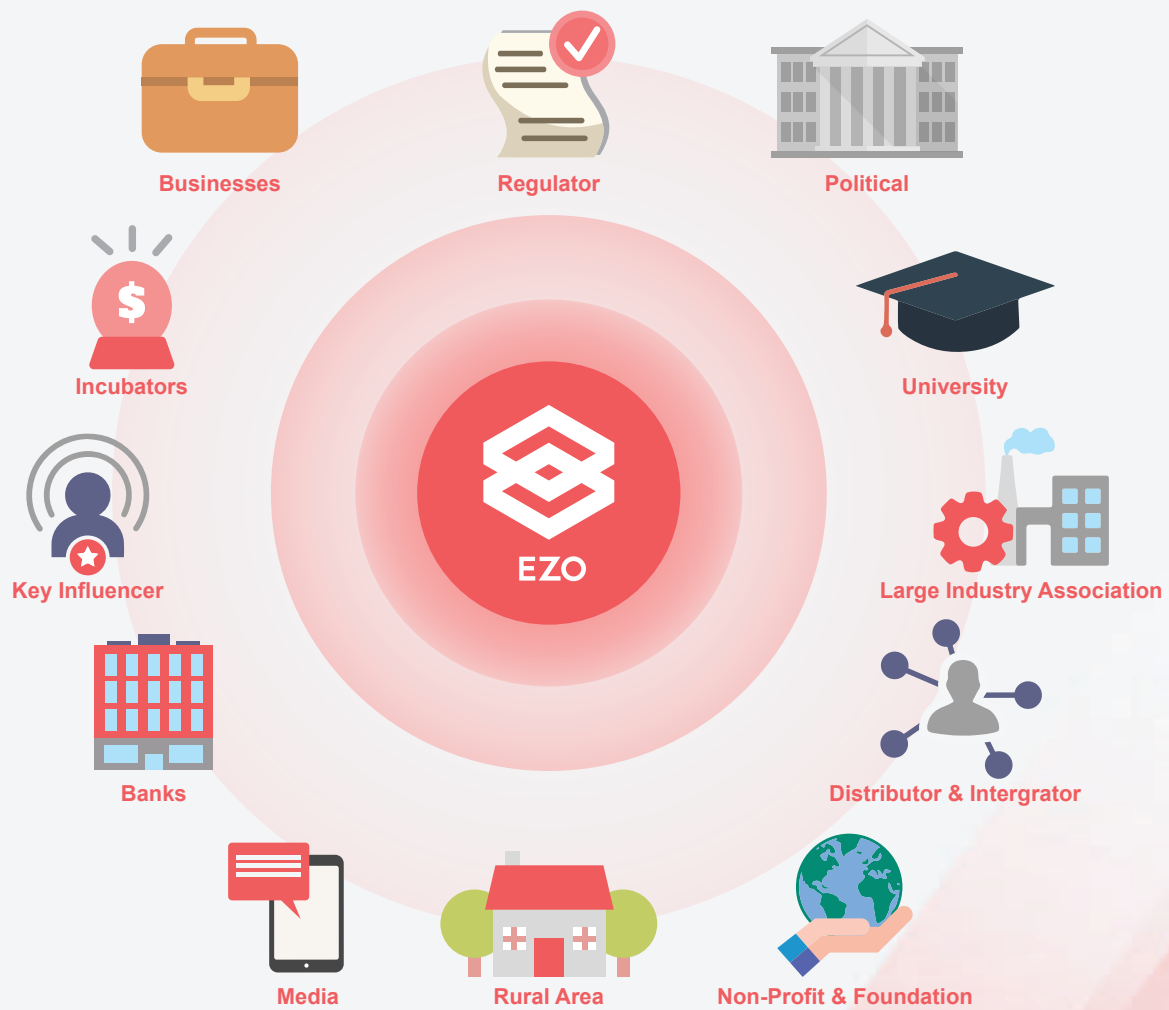 Businesses
Regulator
Political
$
Incubators
University
EZO
Key Influencer
Large Industry Association
Banks
Distributor & Intergrator
Media
Rural Area
Non-Profit & Foundation